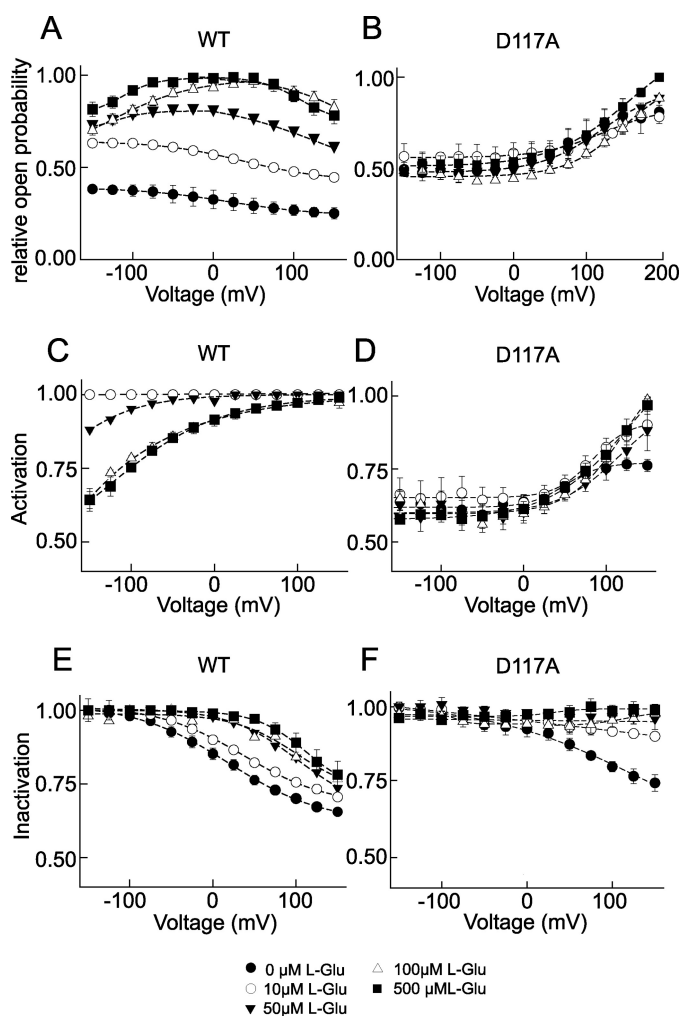 A
WT
B
D117A
relative open probability
1.00
0.50
0.00
-100
0
100
Voltage (mV)
1.00
0.50
0.00
-100
0
100
200
Voltage (mV)
C
WT
D
D117A
Activation
1.00
0.75
0.50
-100
0
100
Voltage (mV)
1.00
0.75
0.50
-100
0
100
Voltage (mV)
E
WT
F
D117A
Inactivation
1.00
0.75
0.50
-100
0
100
Voltage (mV)
1.00
0.75
0.50
-100
0
100
Voltage (mV)
0 µM L-Glu
100µM L-Glu
10µM L-Glu
500 µML-Glu
50µM L-Glu